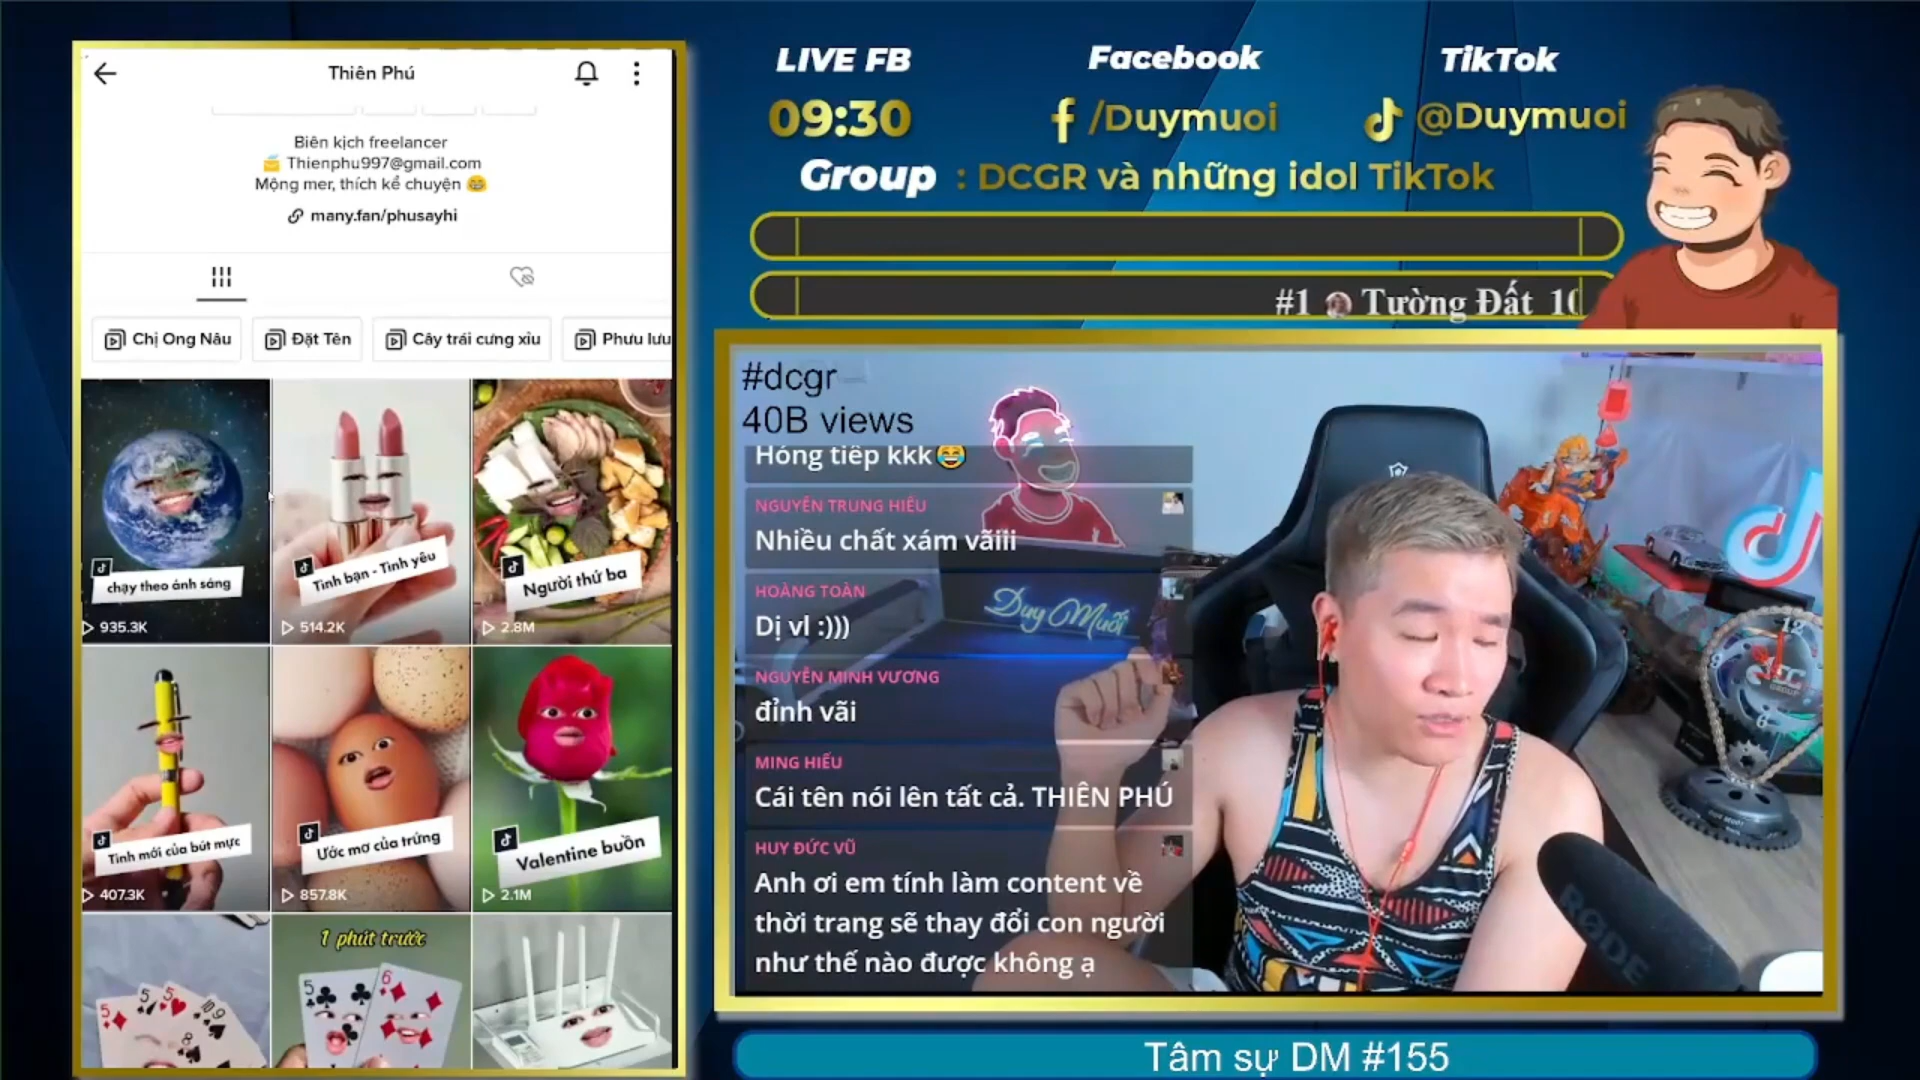 Thiên Phú
Biên kịch freelancer
Thienphu997@gmail.com
Mộng mer, thích kể chuyện 😂
many.fan/phusayhi
Chị Ong Nâu
Đặt Tên
Cây trái cưng xỉu
Phưu lưu
chạy theo ánh sáng
935.3K
Tình bạn - Tình yêu
514.2K
Người thứ ba
2.8M
Tình mới của bút mực
407.3K
Ước mơ của trứng
857.8K
Valentine buồn
2.1M
1 phút trước
LIVE FB
09:30
Facebook
/Duymuoi
TikTok
@Duymuoi
Group : DCGR và những idol TikTok
#1 Tường Đất
#dcgr
40B views
Hóng tiếp kkk😂
NGUYỄN TRUNG HIẾU
Nhiều chất xám vãiii
HOÀNG TOÀN
Dị vl :)))
NGUYỄN MINH VƯƠNG
đỉnh vãi
MING HIẾU
Cái tên nói lên tất cả. THIÊN PHÚ
HUY ĐỨC VŨ
Anh ơi em tính làm content về
thời trang sẽ thay đổi con người
như thế nào được không ạ
Duy Muối
RØDE
Tâm sự DM #155